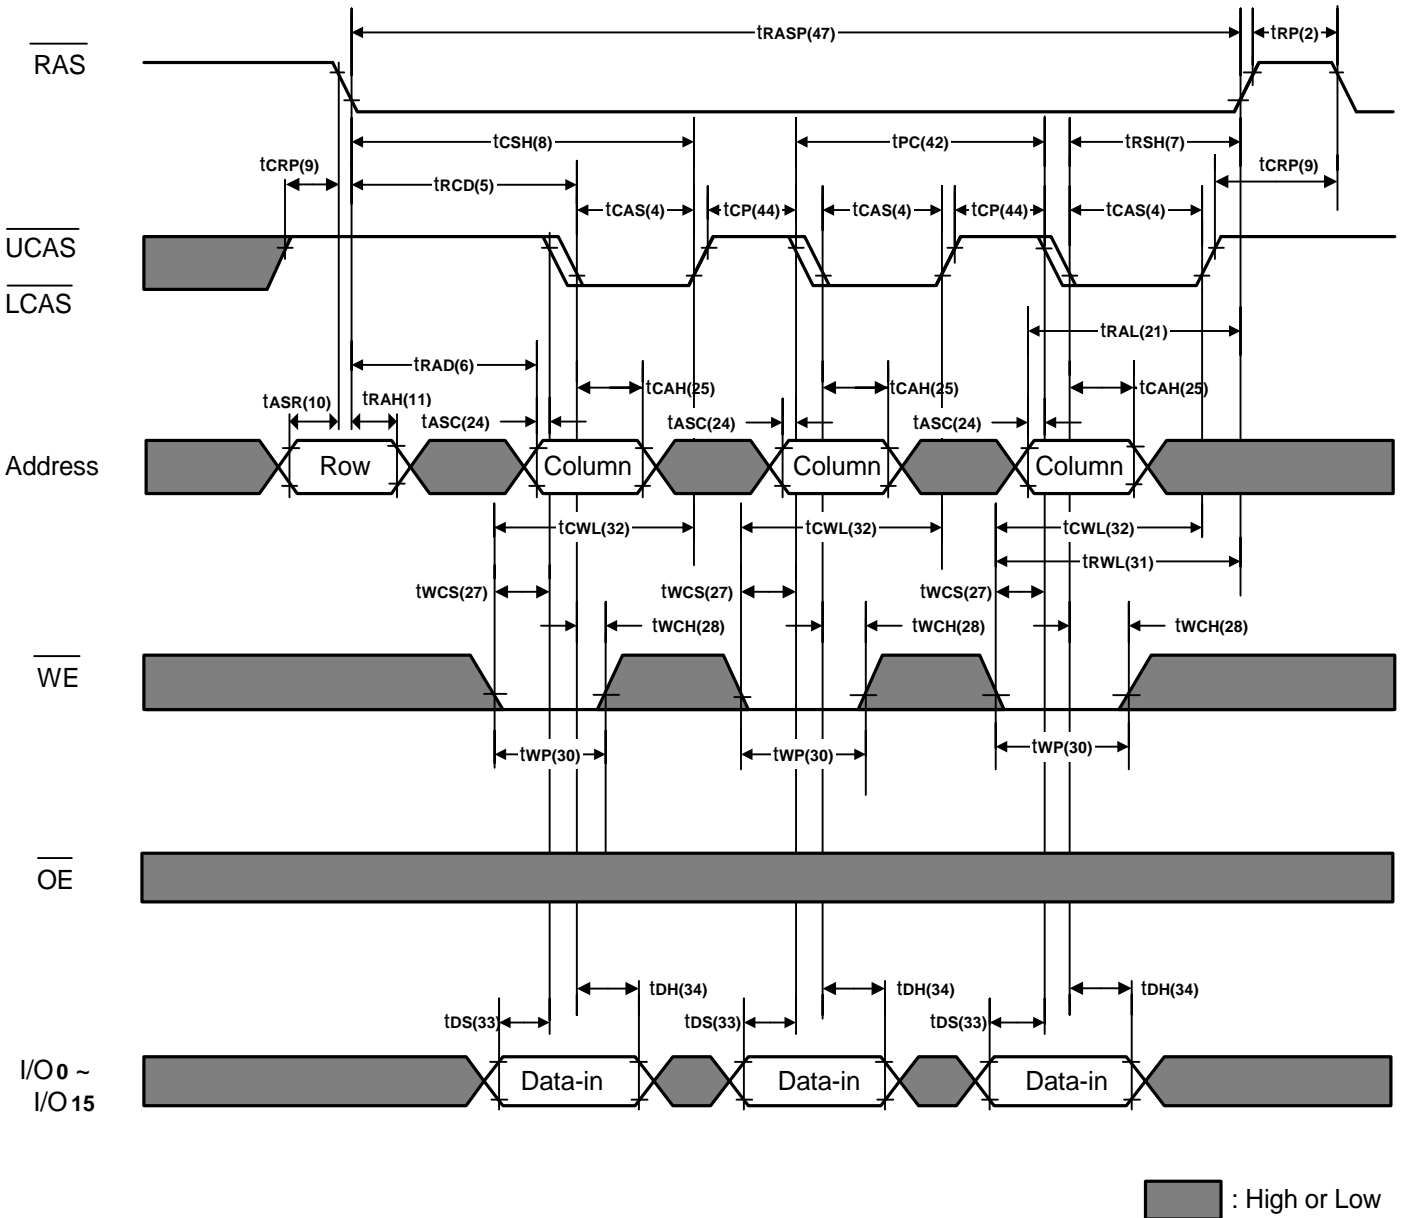 tRASP(47) tRP(2)
RAS
tCSH(8) tPC(42) tRSH(7)
tCRP(9) tRCD(5) tCRP(9)
tCAS(4) tCP(44) tCAS(4) tCP(44) tCAS(4)
UCAS
LCAS
tRAL(21)
tRAD(6)
tCAH(25) tCAH(25) tCAH(25)
tASR(10) tRAH(11)
tASC(24) tASC(24) tASC(24)
Address Row Column Column Column
tCWL(32) tCWL(32) tCWL(32)
tRWL(31)
tWCS(27) tWCS(27) tWCS(27)
tWCH(28) tWCH(28) tWCH(28)
WE
tWP(30) tWP(30) tWP(30)
OE
tDH(34) tDH(34) tDH(34)
tDS(33) tDS(33) tDS(33)
I/O0 ~
I/O15
Data-in Data-in Data-in
: High or Low